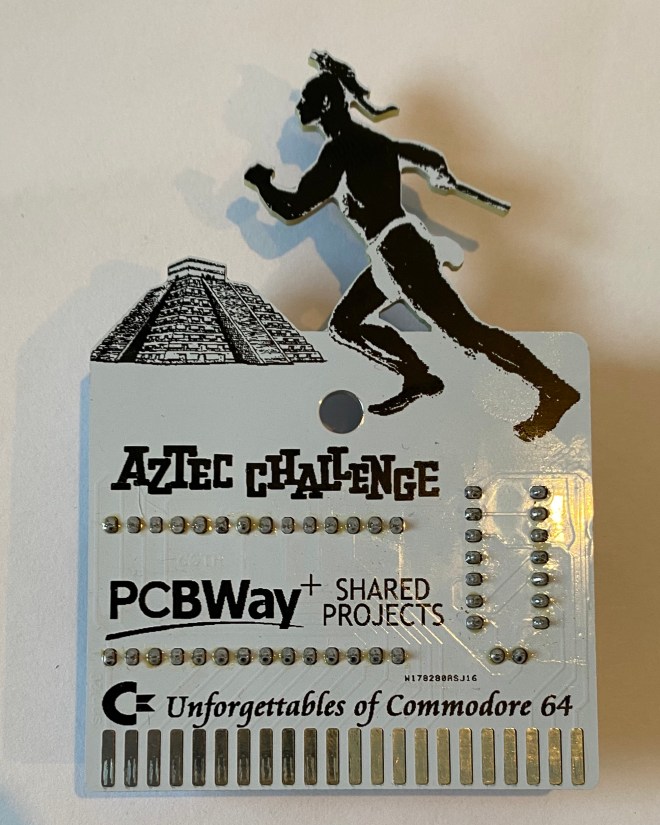 AZTEC CHALLENGE
PCBWay+ SHARED
PROJECTS
W178280ASJ16
Unforgettables of Commodore 64